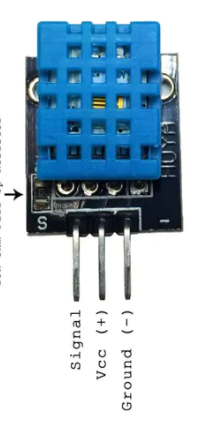 HUYA
S
-
Signal
Vcc (+)
Ground (-)